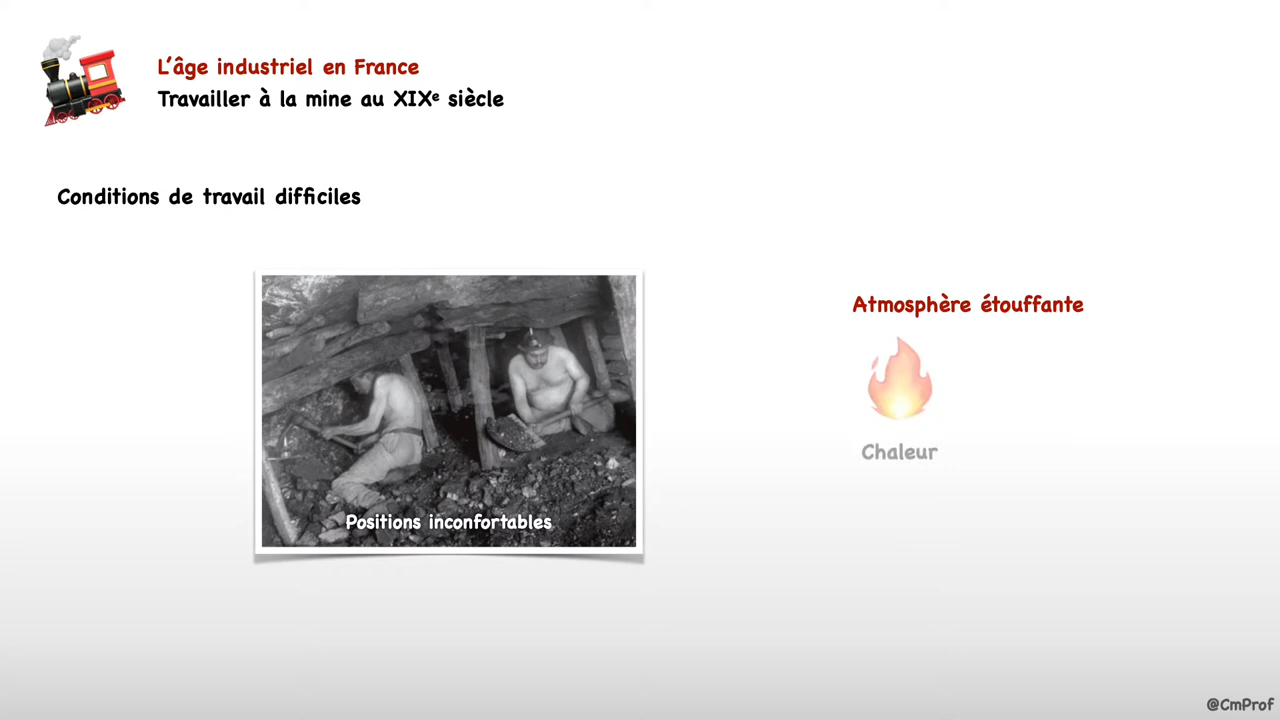 L'âge industriel en France
Travailler à la mine au XIXᵉ siècle
Conditions de travail difficiles
Atmosphère étouffante
Chaleur
Positions inconfortables
@CmProf